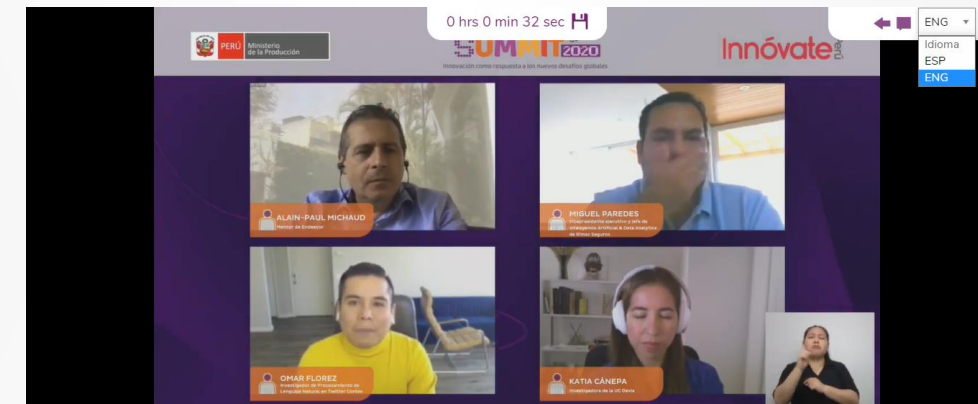 0 hrs 0 min 32 sec
ENG
Idioma
ESP
ENG
PERÚ
Ministerio
de la Producción
SUMMIT
2020
Innovación como respuesta a los nuevos desafíos globales
Innóvate Perú
ALAIN-PAUL MICHAUD
Mentor de Endeavor
MIGUEL PAREDES
Vicepresidente ejecutivo y Jefe de
Inteligencia Artificial & Data Analytics
de Rimac Seguros
OMAR FLOREZ
Investigador de Procesamiento de
Lenguaje Natural en Twitter Cortex
KATIA CÁNEPA
Investigadora de la UC Davis